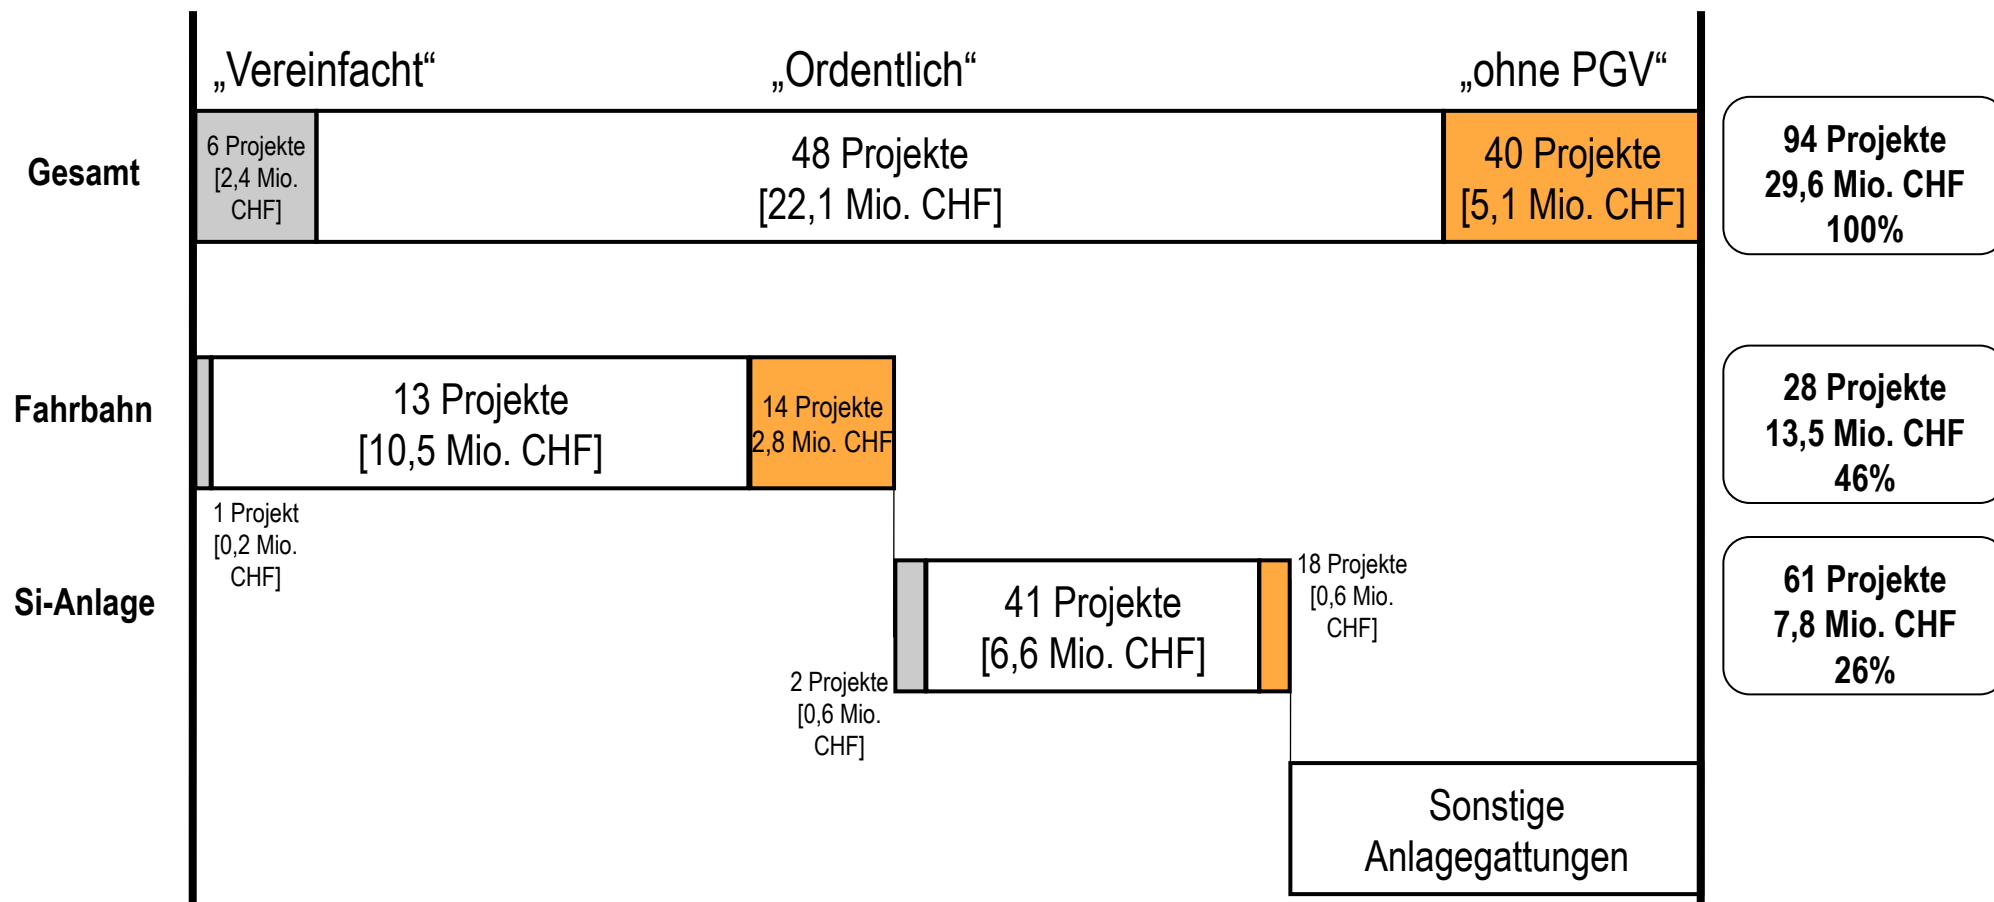 „Vereinfacht“
„Ordentlich“
„ohne PGV“
Gesamt
6 Projekte
[2,4 Mio.
CHF]
48 Projekte
[22,1 Mio. CHF]
40 Projekte
[5,1 Mio. CHF]
94 Projekte
29,6 Mio. CHF
100%
Fahrbahn
13 Projekte
[10,5 Mio. CHF]
14 Projekte
2,8 Mio. CHF
28 Projekte
13,5 Mio. CHF
46%
1 Projekt
[0,2 Mio.
CHF]
Si-Anlage
2 Projekte
[0,6 Mio.
CHF]
41 Projekte
[6,6 Mio. CHF]
18 Projekte
[0,6 Mio.
CHF]
61 Projekte
7,8 Mio. CHF
26%
Sonstige
Anlagegattungen